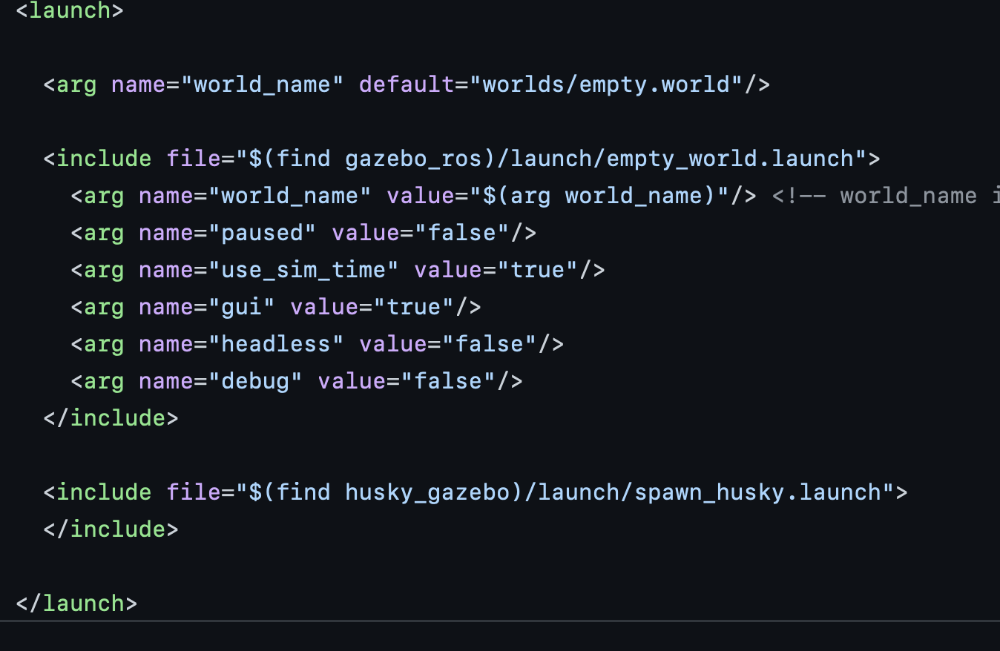 <launch>
<arg name="world_name" default="worlds/empty.world"/>
<include file="$(find gazebo_ros)/launch/empty_world.launch">
<arg name="world_name" value="$(arg world_name)"/> <!-- world_name
<arg name="paused" value="false"/>
<arg name="use_sim_time" value="true"/>
<arg name="gui" value="true"/>
<arg name="headless" value="false"/>
<arg name="debug" value="false"/>
</include>
<include file="$(find husky_gazebo)/launch/spawn_husky.launch">
</include>
</launch>